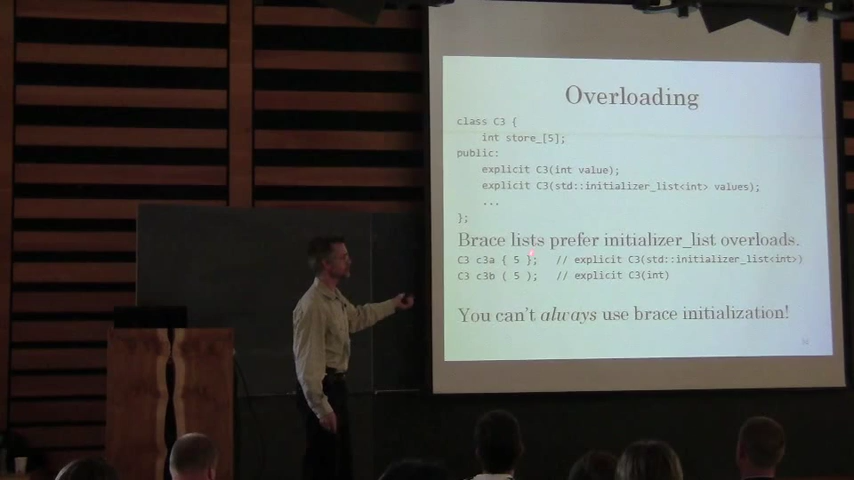 Overloading
class C3 {
int store_[5];
public:
explicit C3(int value);
explicit C3(std::initializer_list<int> values);
...
};
Brace lists prefer initializer_list overloads.
C3 c3a { 5 }; // explicit C3(std::initializer_list<int>)
C3 c3b ( 5 ); // explicit C3(int)
You can't always use brace initialization!